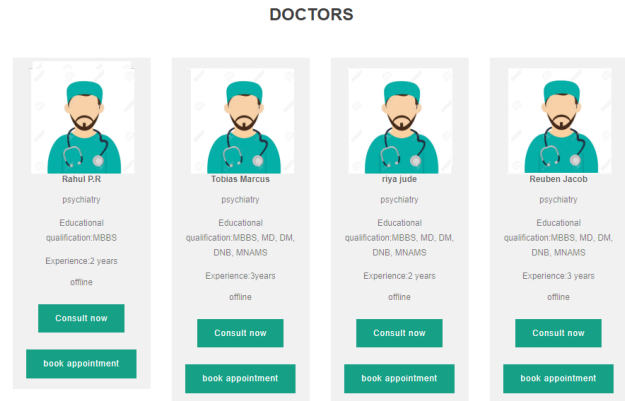 DOCTORS
Rahul P.R
psychiatry
Educational
qualification:MBBS
Experience:2 years
offline
Consult now
book appointment
Tobias Marcus
psychiatry
Educational
qualification:MBBS, MD, DM,
DNB, MNAMS
Experience:3years
offline
Consult now
book appointment
riya jude
psychiatry
Educational
qualification:MBBS, MD, DM,
DNB, MNAMS
Experience:2 years
offline
Consult now
book appointment
Reuben Jacob
psychiatry
Educational
qualification:MBBS, MD, DM,
DNB, MNAMS
Experience:3 years
offline
Consult now
book appointment